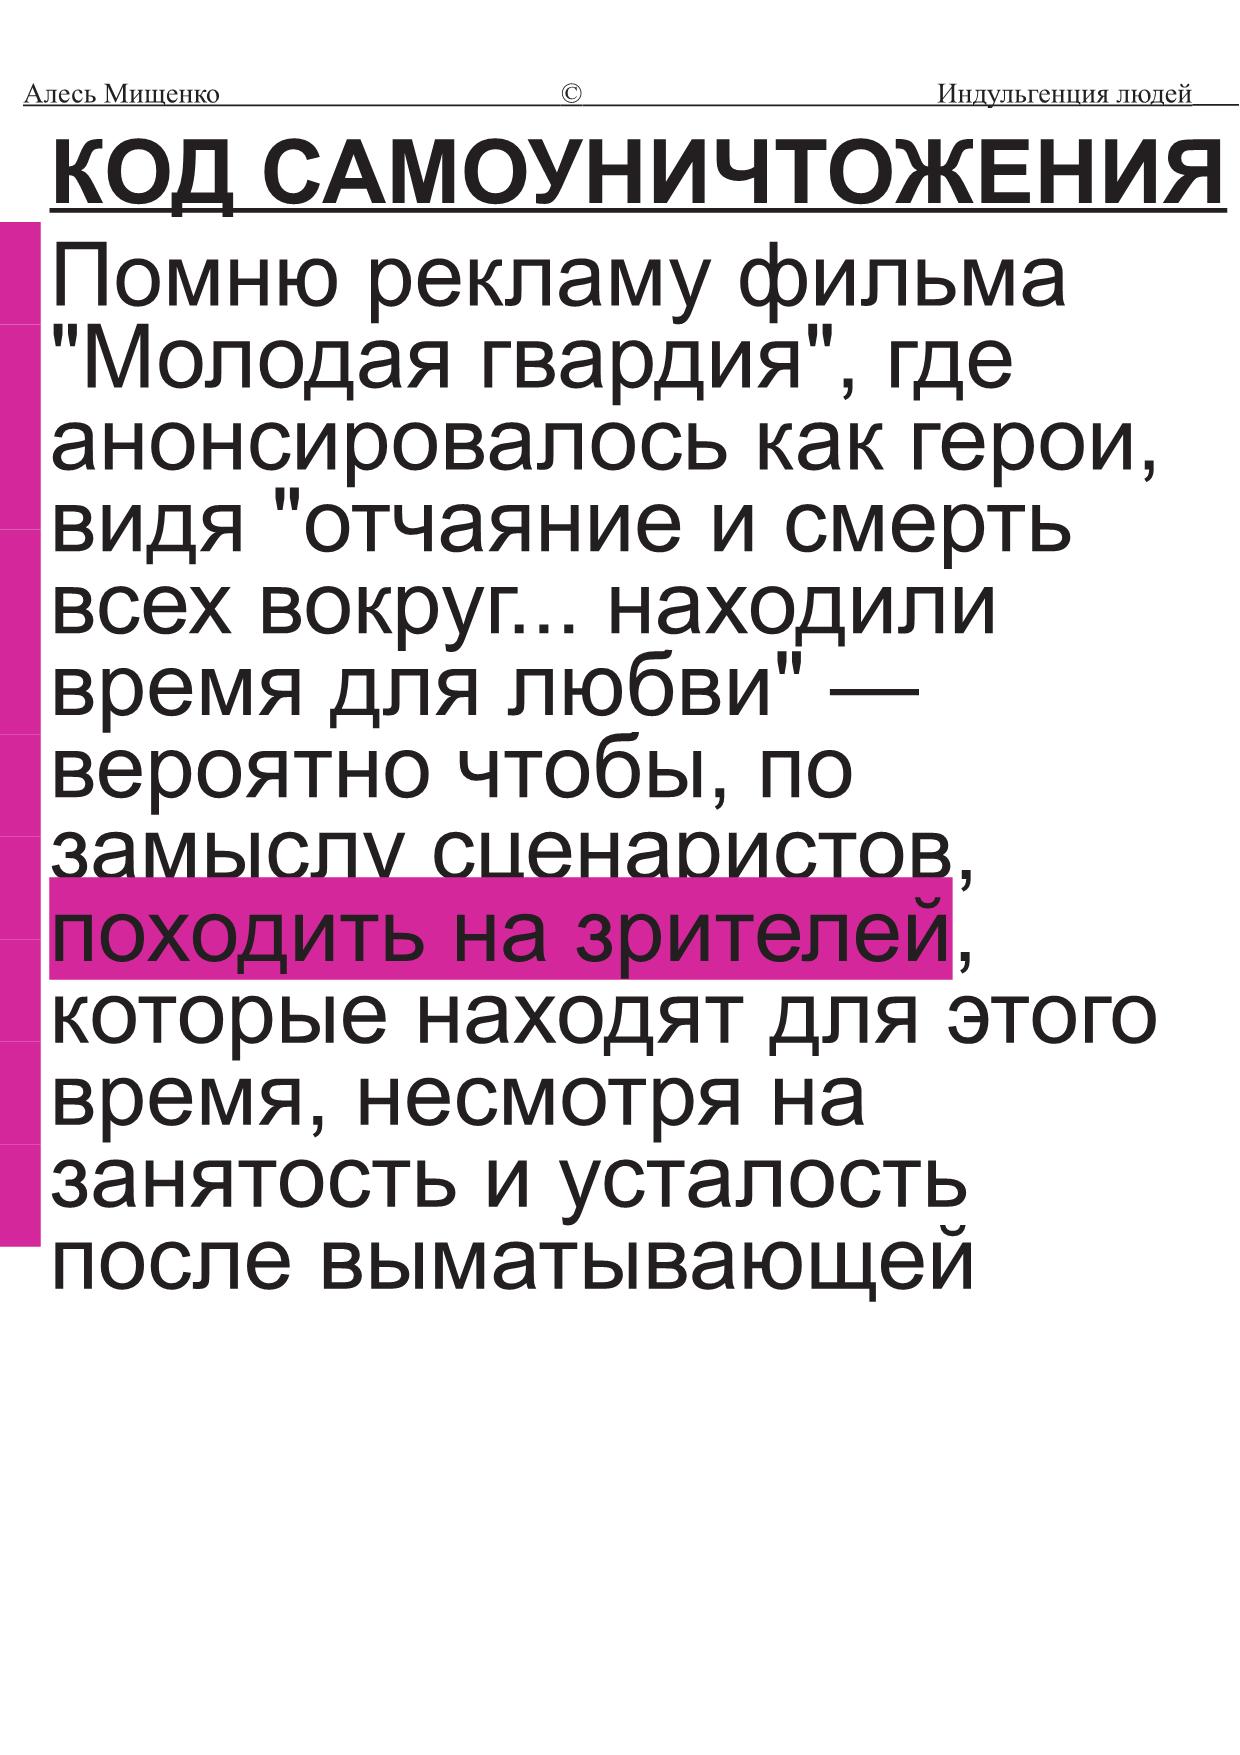 Алесь Мищенко © Индульгенция людей
КОД САМОУНИЧТОЖЕНИЯ
Помню рекламу фильма
"Молодая гвардия", где
анонсировалось как герои,
видя "отчаяние и смерть
всех вокруг... находили
время для любви" —
вероятно чтобы, по
замыслу сценаристов,
походить на зрителей,
которые находят для этого
время, несмотря на
занятость и усталость
после выматывающей